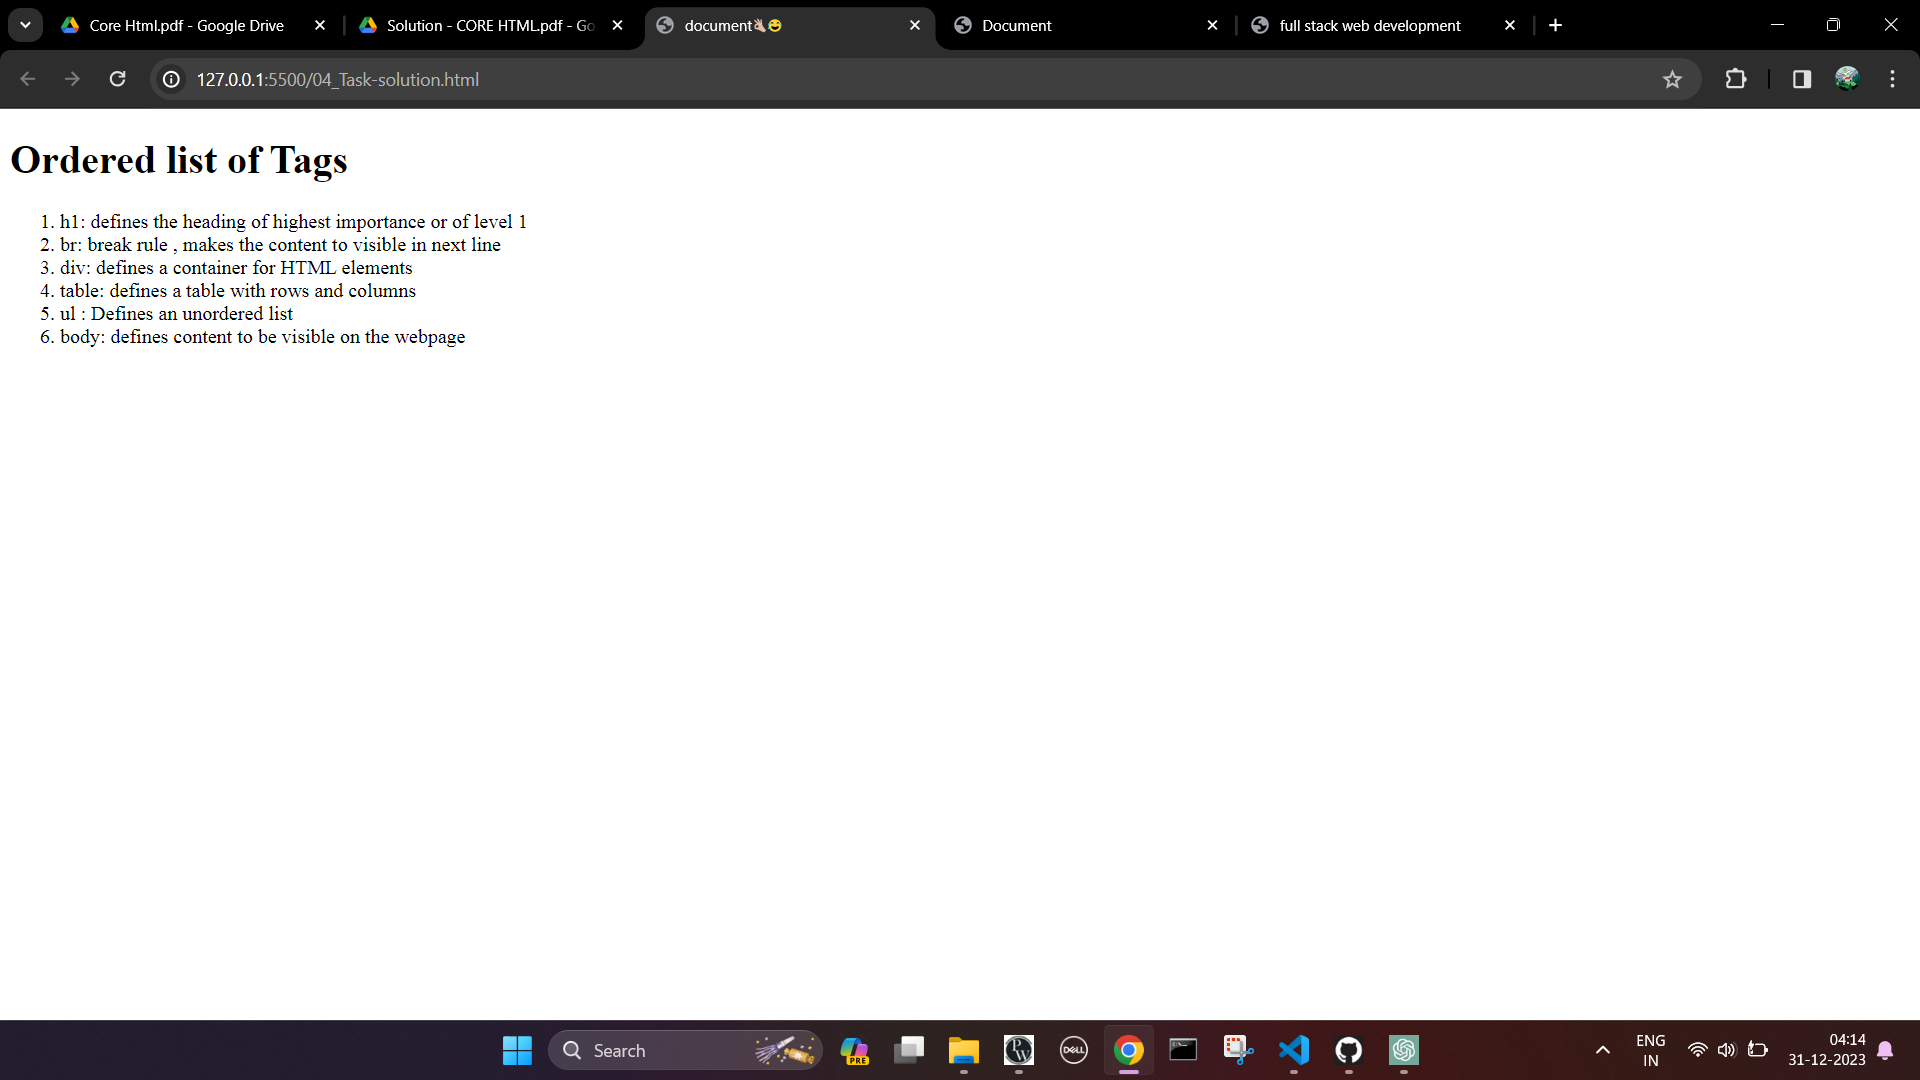 Core Html.pdf - Google Drive
Solution - CORE HTML.pdf - Go
document🤏🏻😂
Document
full stack web development
127.0.0.1:5500/04_Task-solution.html
Ordered list of Tags
1. h1: defines the heading of highest importance or of level 1
2. br: break rule , makes the content to visible in next line
3. div: defines a container for HTML elements
4. table: defines a table with rows and columns
5. ul : Defines an unordered list
6. body: defines content to be visible on the webpage
Search
PRE
PW
DELL
ENG
IN
04:14
31-12-2023